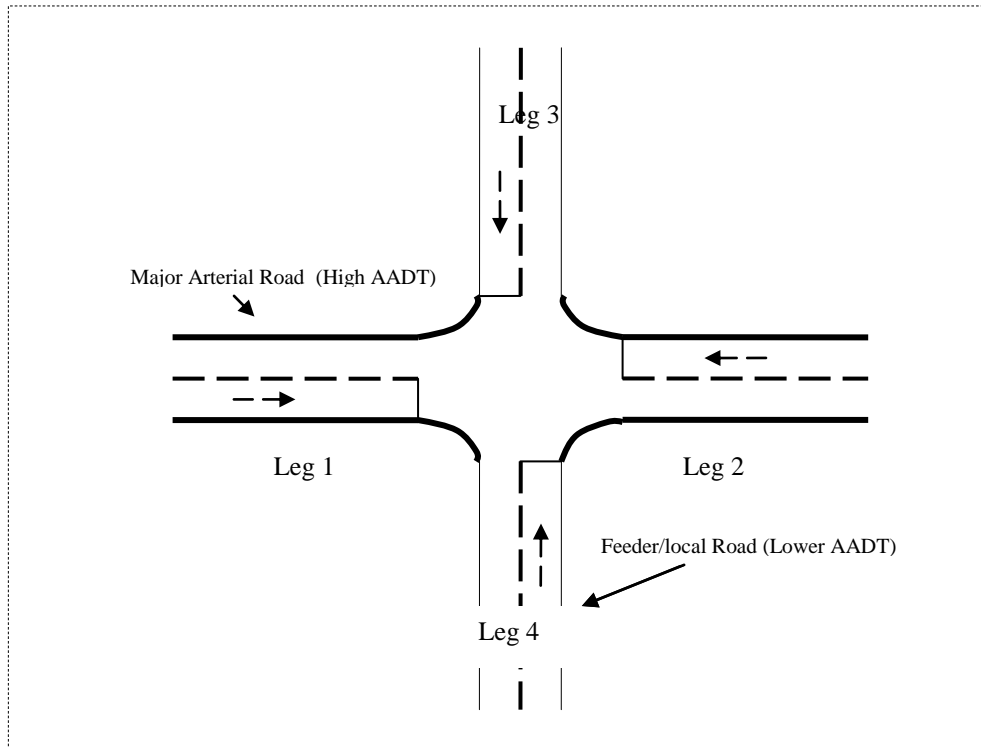 Leg 3
Major Arterial Road (High AADT)
Leg 1
Leg 2
Feeder/local Road (Lower AADT)
Leg 4